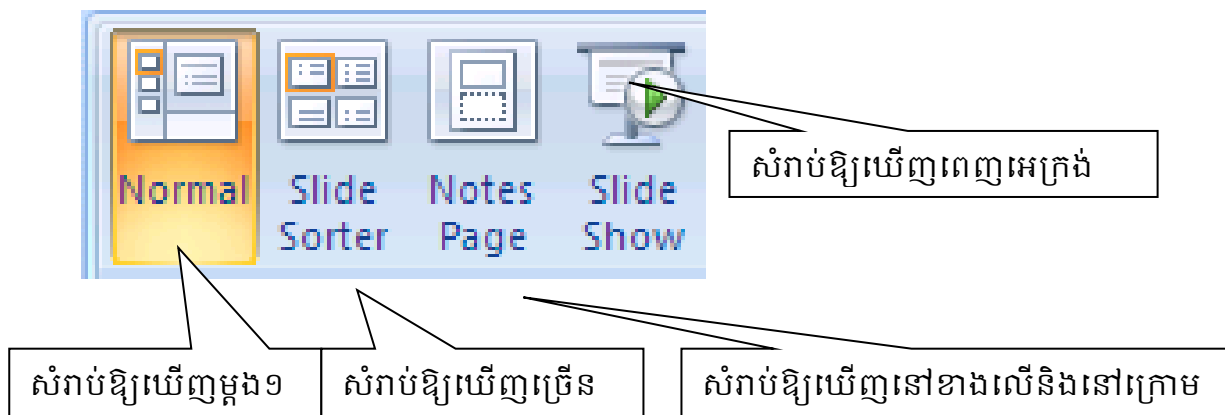 Normal
Slide Sorter
Notes Page
Slide Show
សំរាប់ឱ្យឃើញពេញអេក្រង់
សំរាប់ឱ្យឃើញម្តង១
សំរាប់ឱ្យឃើញច្រើន
សំរាប់ឱ្យឃើញនៅខាងលើនិងនៅក្រោម